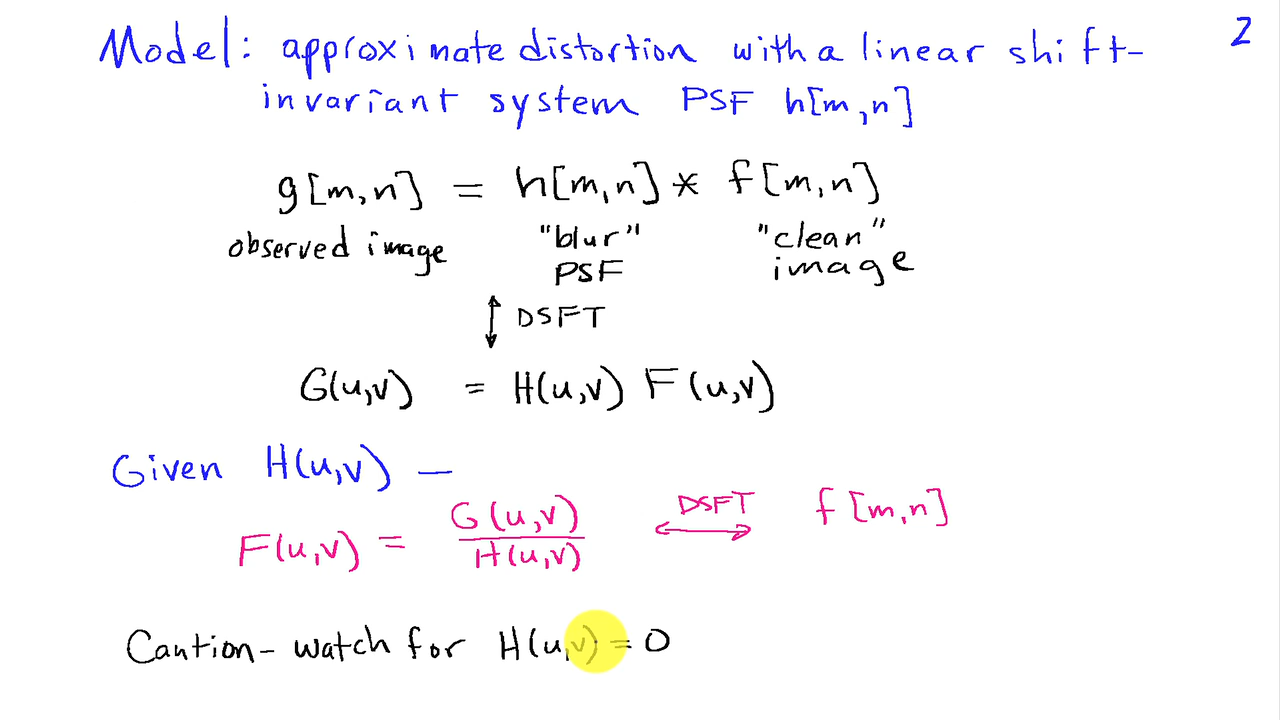 Model: approximate distortion with a linear shift- 2
invariant system PSF h[m,n]
g[m,n] = h[m,n] * f[m,n]
observed image "blur" "clean"
PSF image
↕ DSFT
G(u,v) = H(u,v) F(u,v)
Given H(u,v) —
F(u,v) = G(u,v) / H(u,v) DSFT ↔ f[m,n]
Caution- watch for H(u,v) = 0